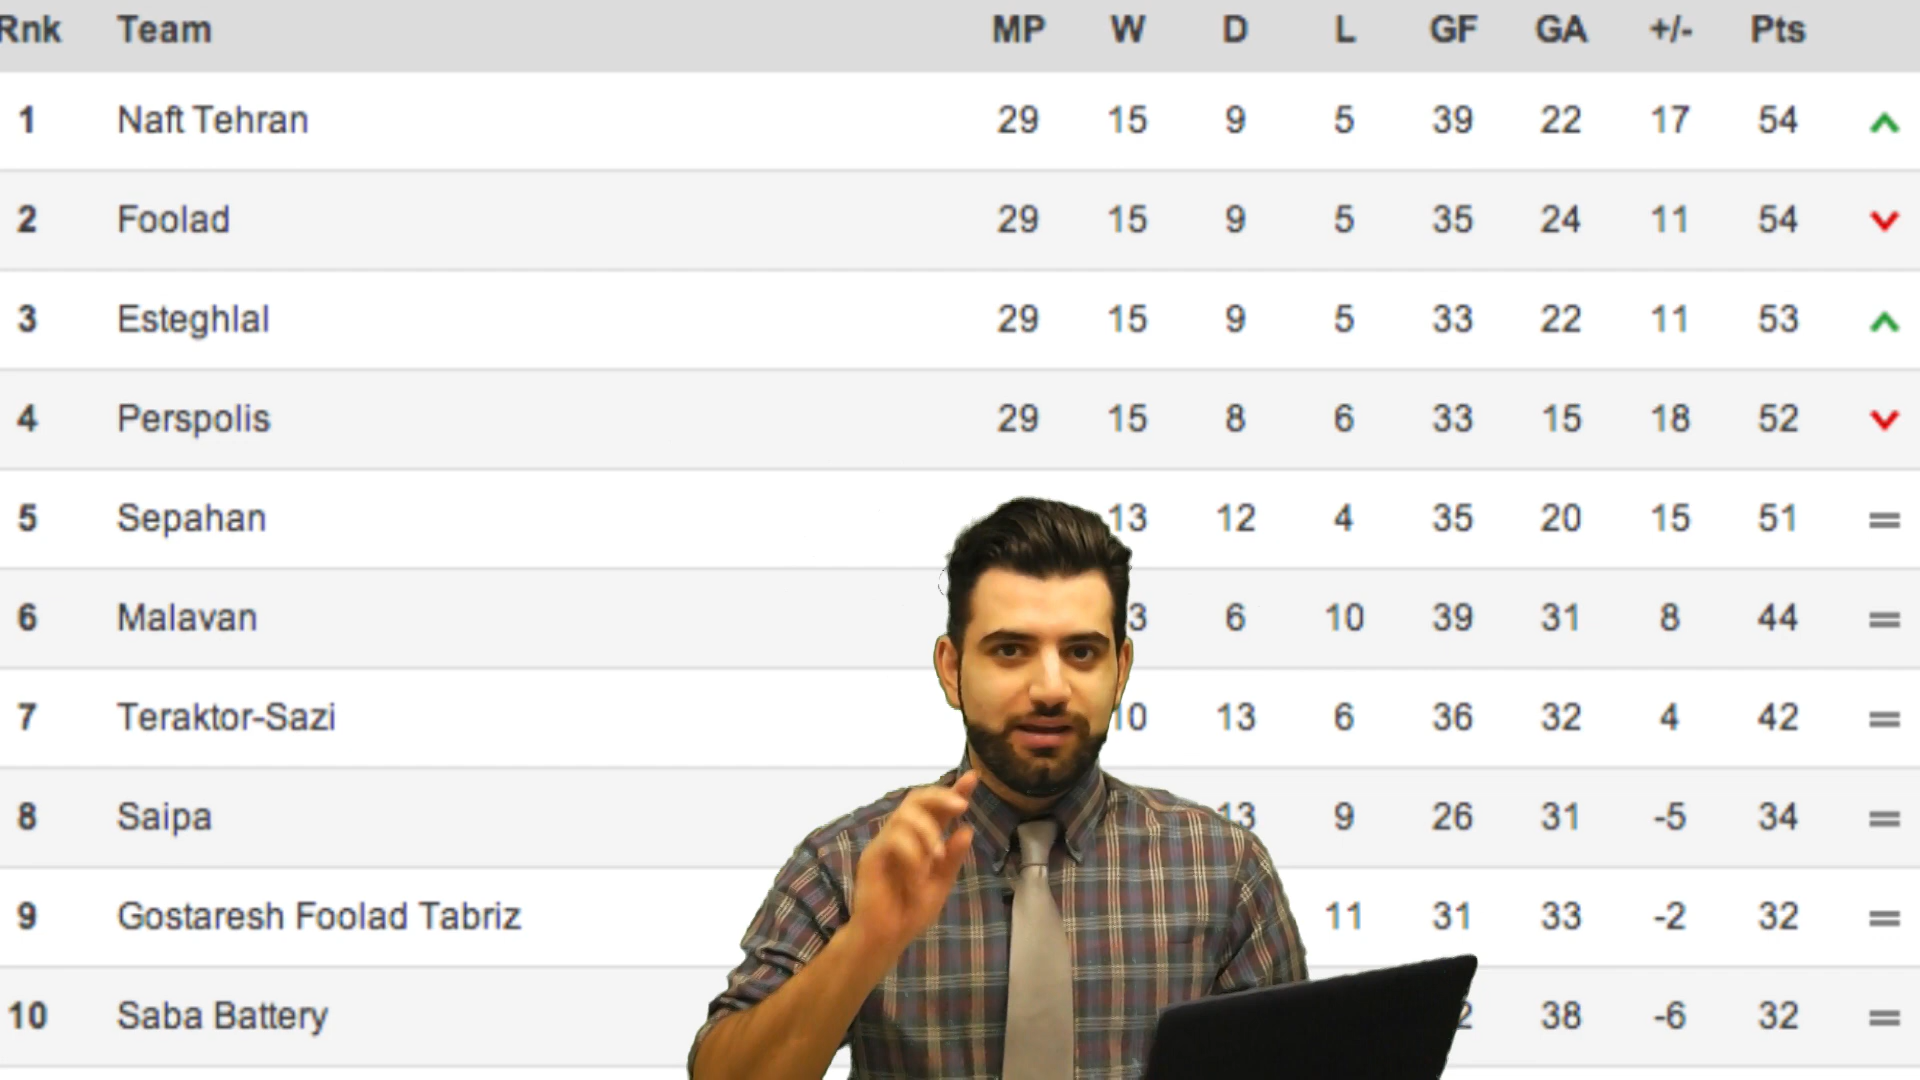 Rnk Team MP W D L GF GA +/- Pts
1 Naft Tehran 29 15 9 5 39 22 17 54
2 Foolad 29 15 9 5 35 24 11 54
3 Esteghlal 29 15 9 5 33 22 11 53
4 Perspolis 29 15 8 6 33 15 18 52
5 Sepahan 13 12 4 35 20 15 51
6 Malavan 3 6 10 39 31 8 44
7 Teraktor-Sazi 10 13 6 36 32 4 42
8 Saipa 13 9 26 31 -5 34
9 Gostaresh Foolad Tabriz 11 31 33 -2 32
10 Saba Battery 2 38 -6 32